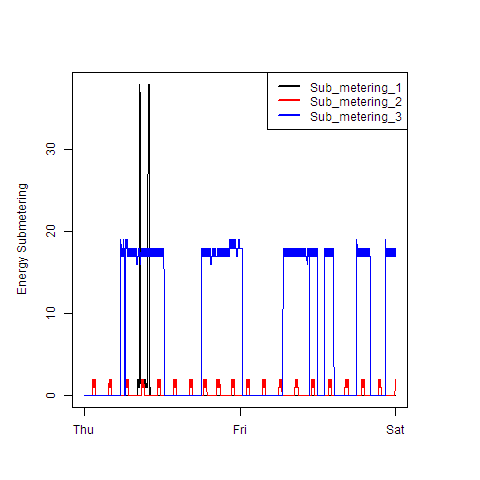 Sub_metering_1
Sub_metering_2
Sub_metering_3
Energy Submetering
30
20
10
0
Thu Fri Sat